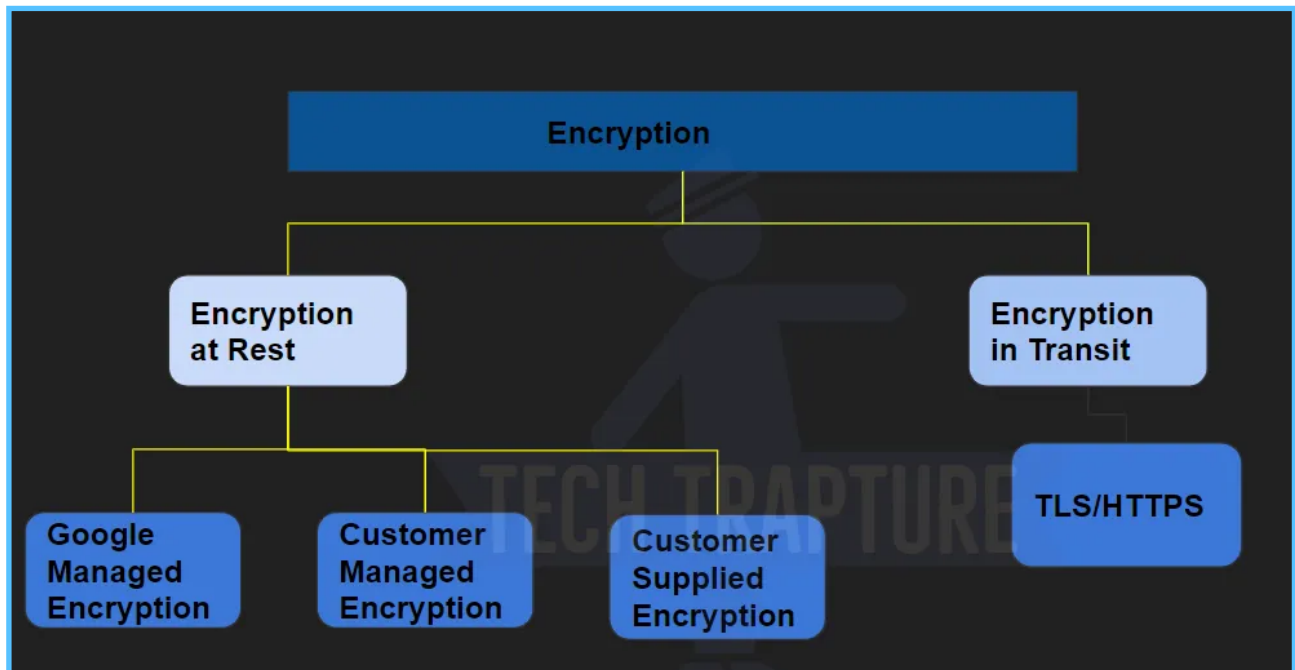 Encryption
Encryption
at Rest
Encryption
in Transit
Google
Managed
Encryption
Customer
Managed
Encryption
Customer
Supplied
Encryption
TLS/HTTPS
TECH TRAPTURE